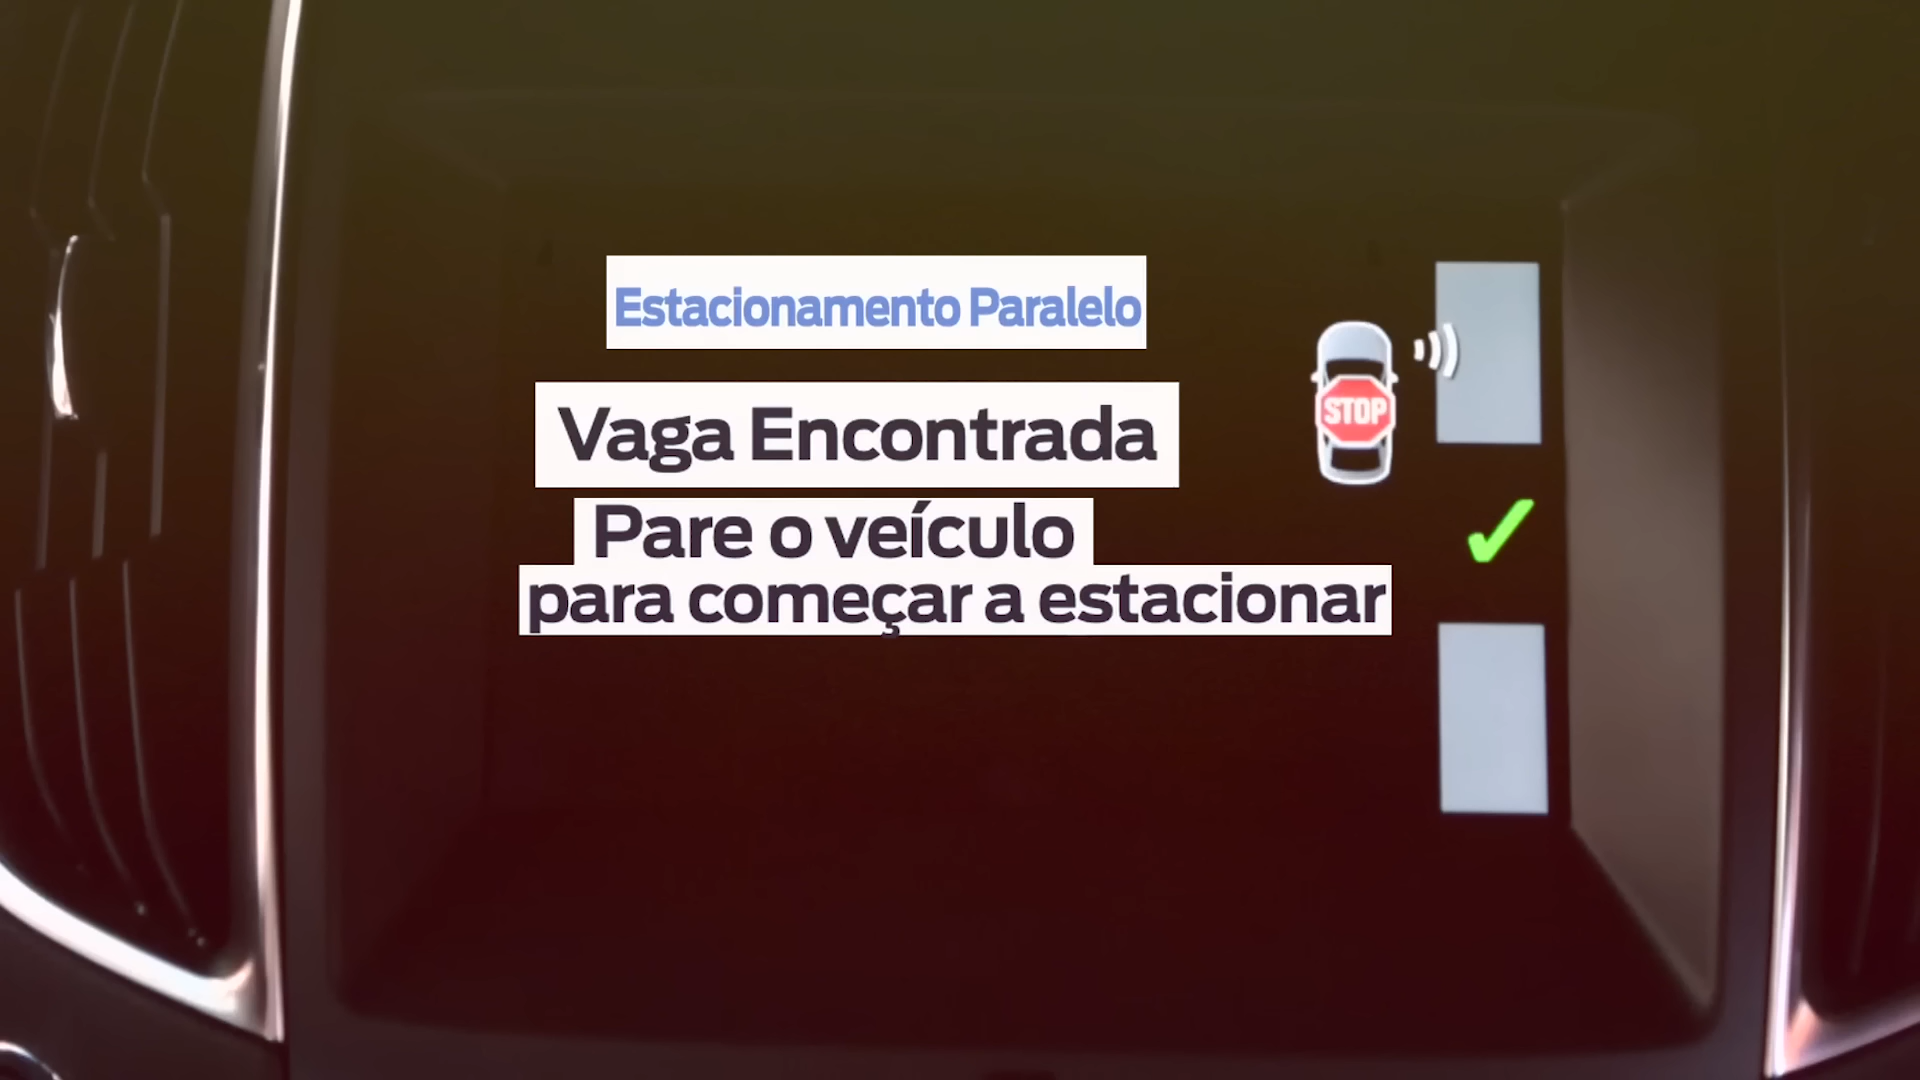 Estacionamento Paralelo
Vaga Encontrada
Pare o veículo
para começar a estacionar
STOP